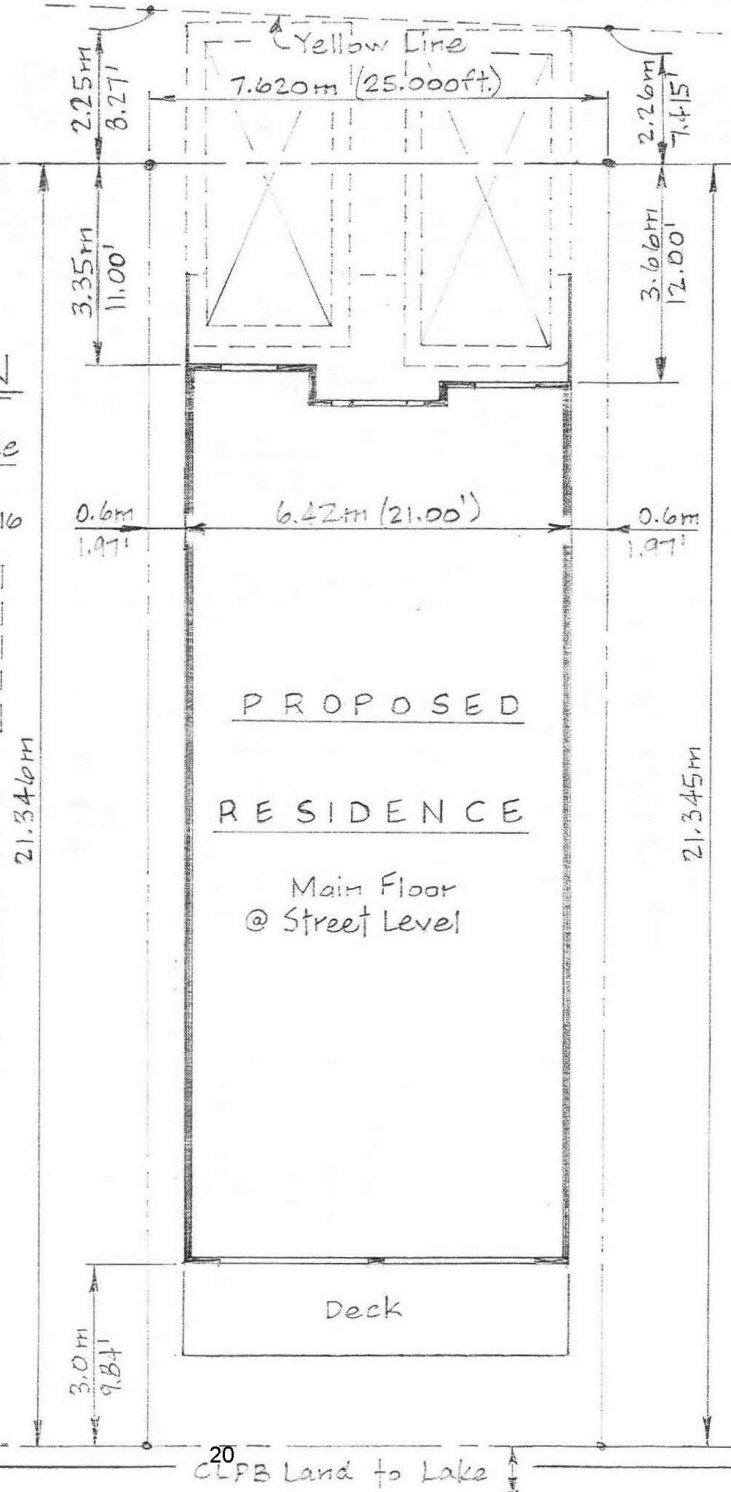 Yellow Line
7.620m (25.000ft.)
2.25m
8.27'
2.26m
7.415'
3.35m
11.00'
3.66m
12.00'
0.6m
1.97'
6.42m (21.00')
0.6m
1.97'
16
PROPOSED
RESIDENCE
Main Floor
@ Street Level
21.346m
21.345m
Deck
3.0m
9.84'
20
CLPB Land to Lake